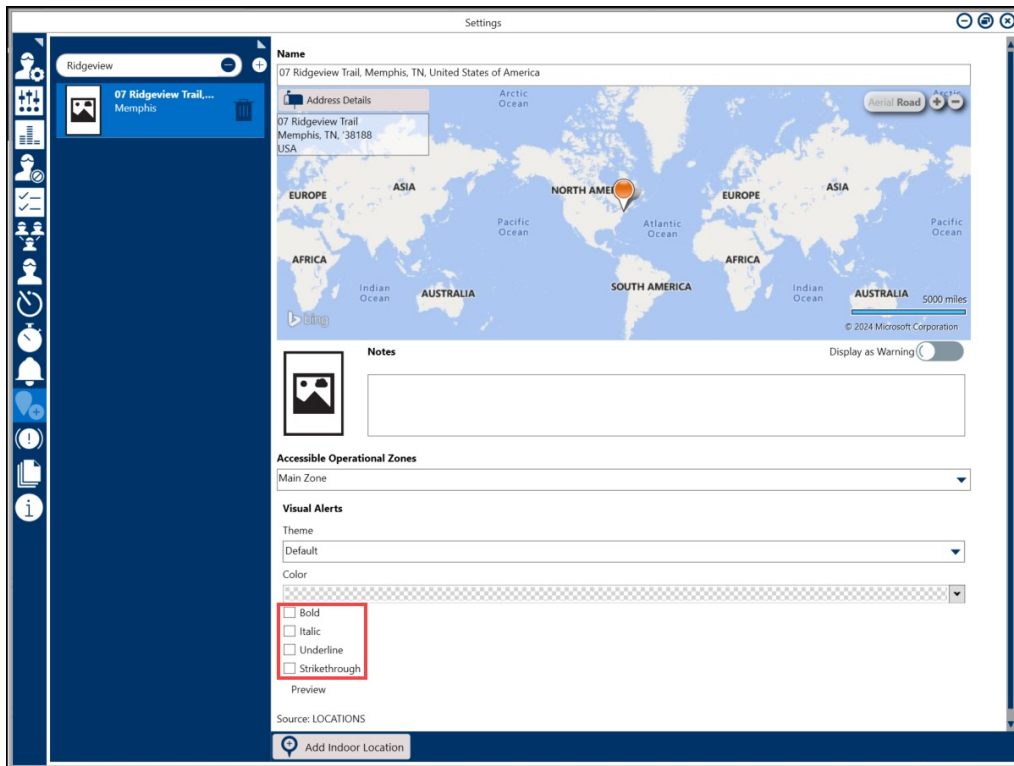 Settings
Ridgeview
07 Ridgeview Trail,...
Memphis
Name
07 Ridgeview Trail, Memphis, TN, United States of America
Address Details
07 Ridgeview Trail
Memphis, TN, '38188
USA
Arctic
Ocean
Arctic
Aerial Road
EUROPE
ASIA
NORTH AME
EUROPE
ASIA
Pacific
Ocean
Atlantic
Ocean
Pacific
Ocean
AFRICA
AFRICA
Indian
Ocean
AUSTRALIA
SOUTH AMERICA
Indian
Ocean
AUSTRALIA
5000 miles
bing
© 2024 Microsoft Corporation
Notes
Display as Warning
Accessible Operational Zones
Main Zone
Visual Alerts
Theme
Default
Color
Bold
Italic
Underline
Strikethrough
Preview
Source: LOCATIONS
Add Indoor Location